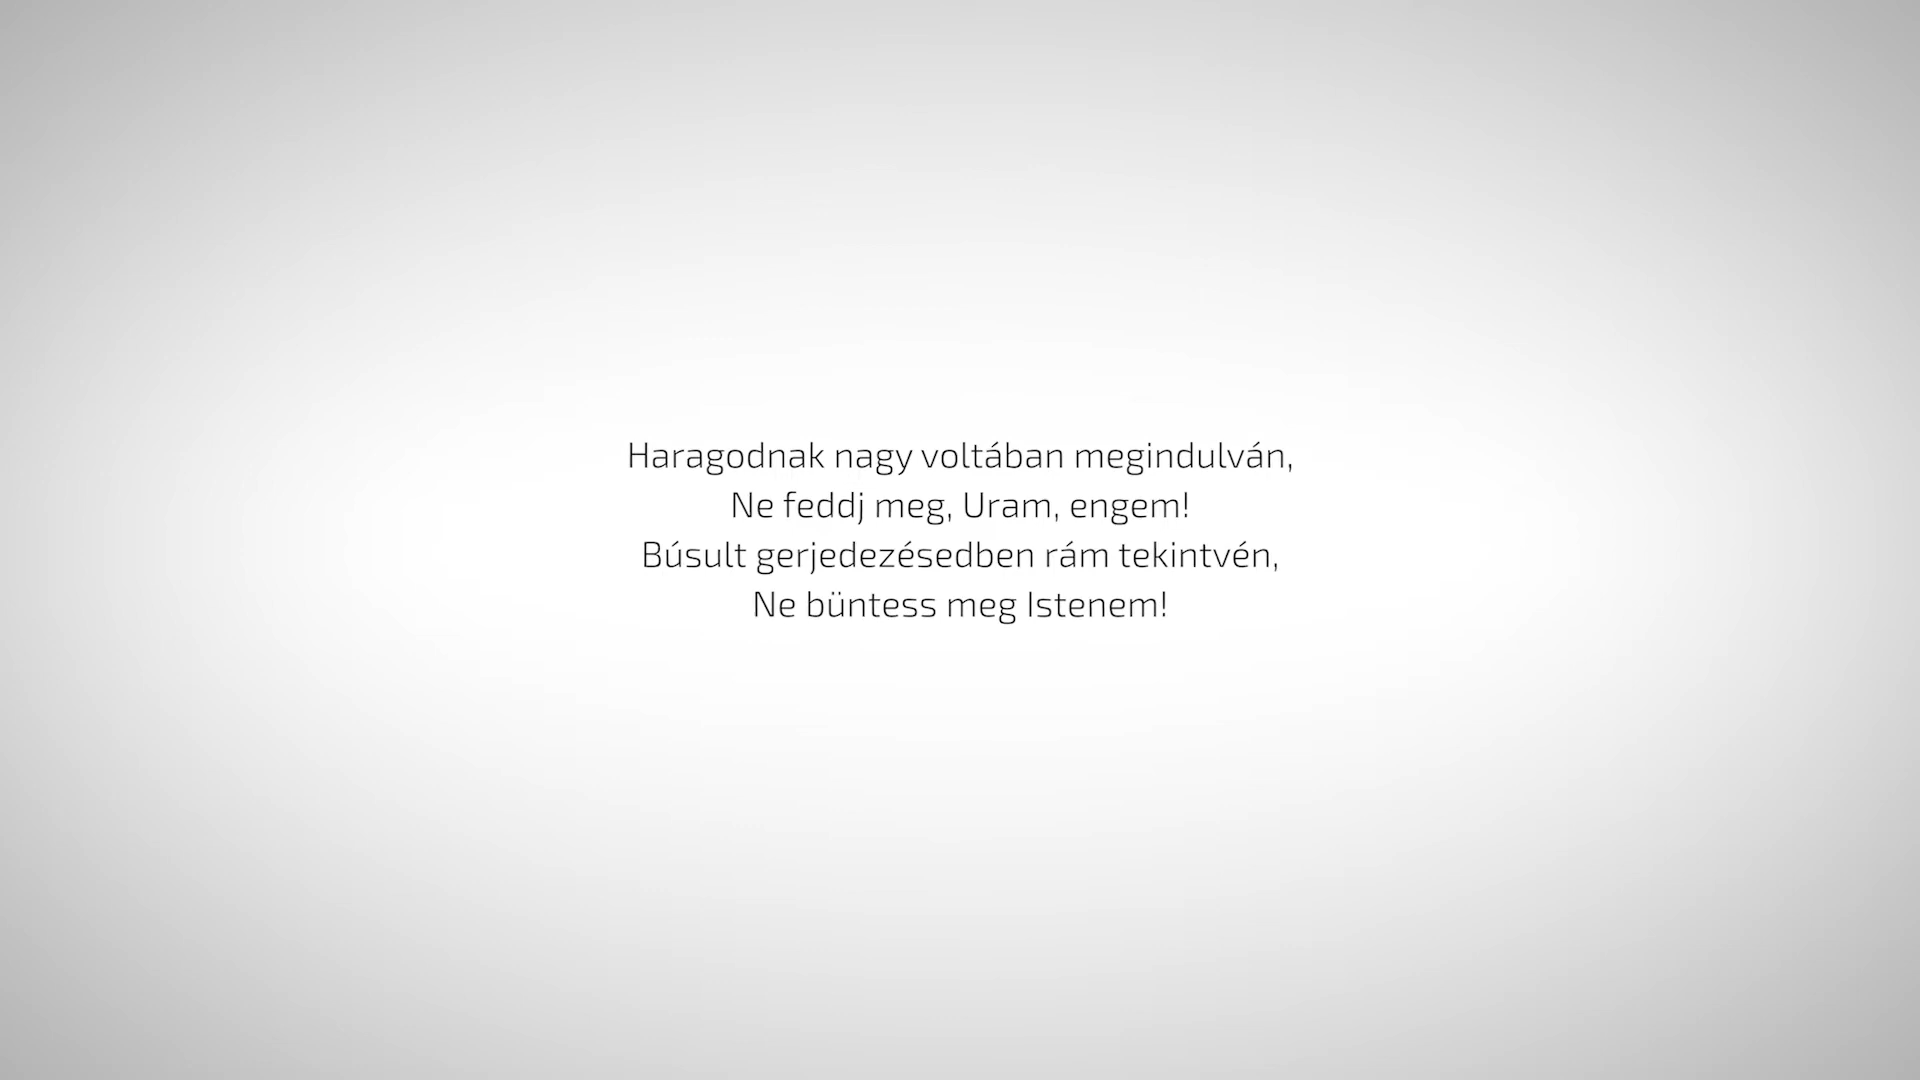 Haragodnak nagy voltában megindulván,
Ne feddj meg, Uram, engem!
Búsult gerjedezésedben rám tekintvén,
Ne büntess meg Istenem!